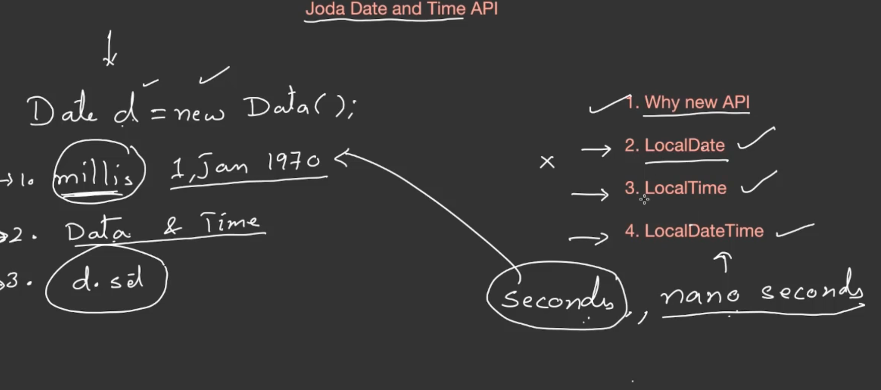 Joda Date and Time API
Date d = new Data();
1. millis 1, Jan 1970
2. Data & Time
3. d. set
1. Why new API
2. LocalDate
3. LocalTime
4. LocalDateTime
seconds, nano seconds